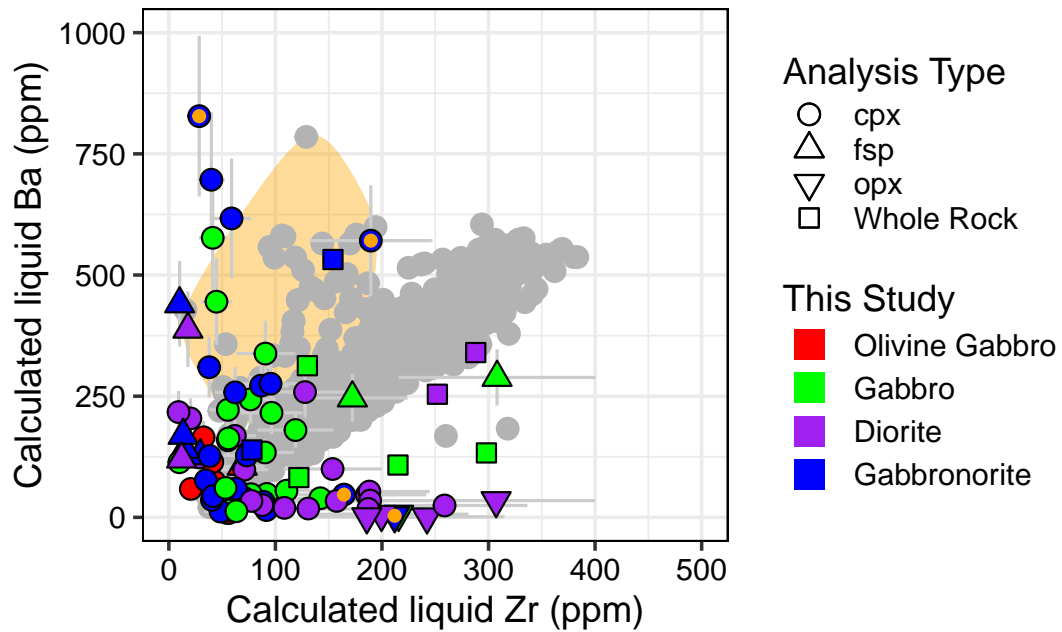 Calculated liquid Ba (ppm)
1000
750
500
250
0
0 100 200 300 400 500
Calculated liquid Zr (ppm)
Analysis Type
cpx
fsp
opx
Whole Rock
This Study
Olivine Gabbro
Gabbro
Diorite
Gabbronorite